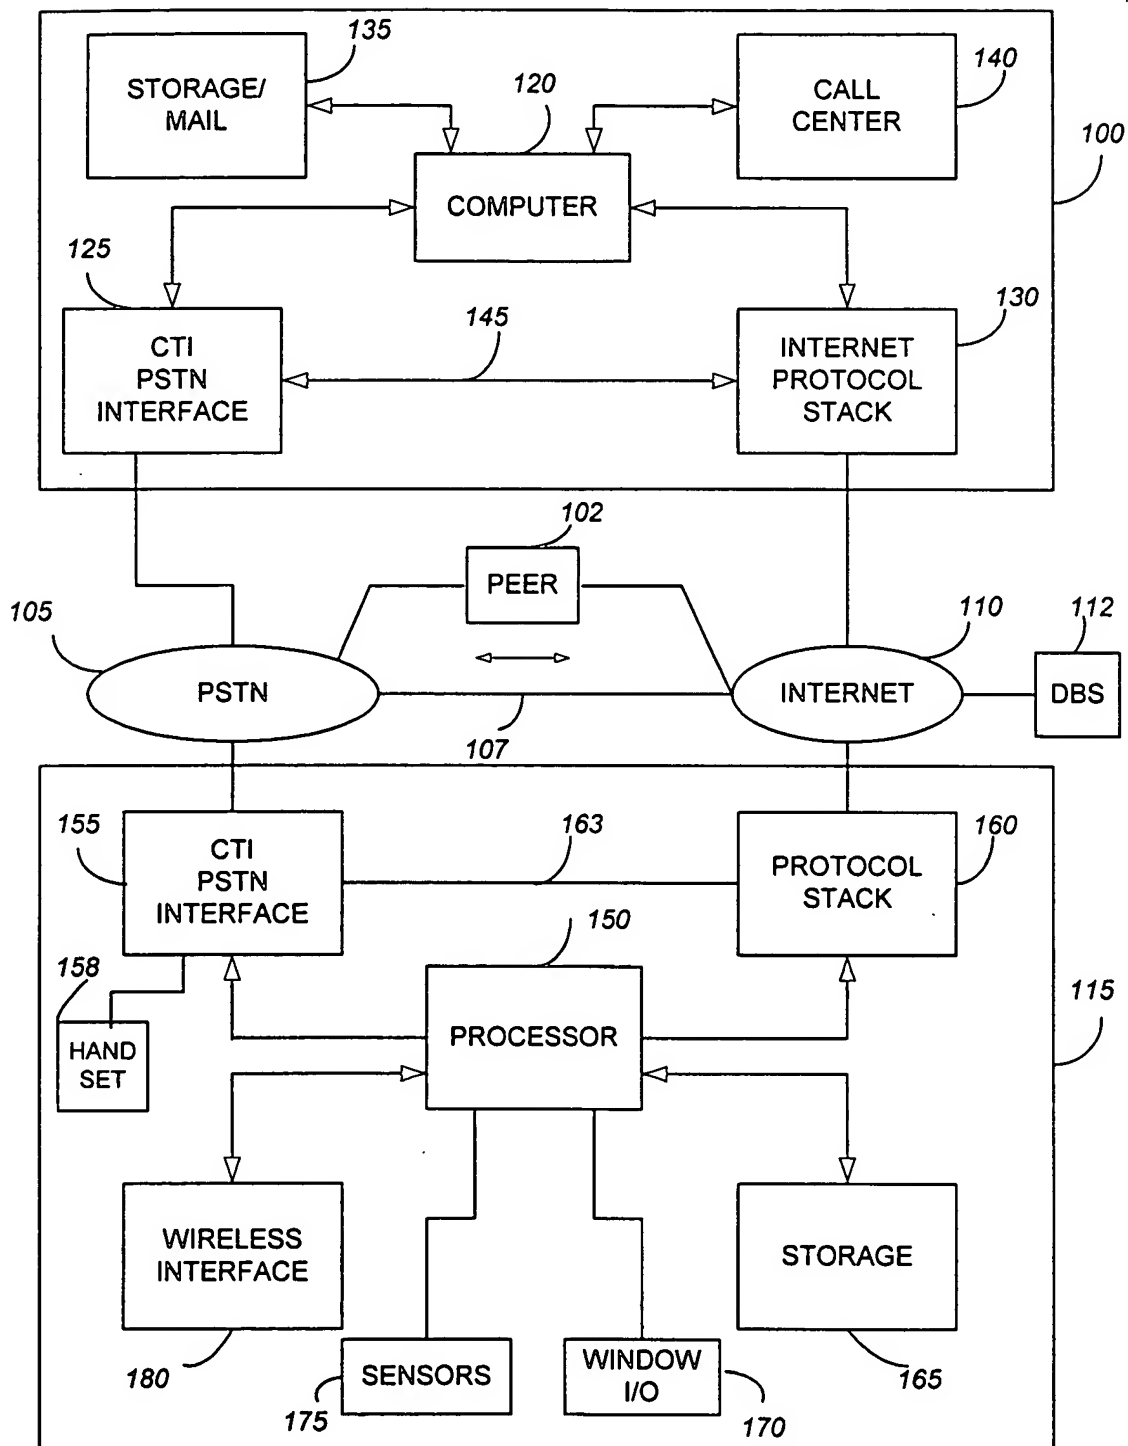 135
STORAGE/
MAIL
120
CALL
CENTER
140
100
COMPUTER
125
CTI
PSTN
INTERFACE
145
INTERNET
PROTOCOL
STACK
130
102
PEER
105
PSTN
107
110
INTERNET
112
DBS
155
CTI
PSTN
INTERFACE
163
PROTOCOL
STACK
160
150
158
HAND
SET
PROCESSOR
115
WIRELESS
INTERFACE
180
STORAGE
165
SENSORS
175
WINDOW
I/O
170